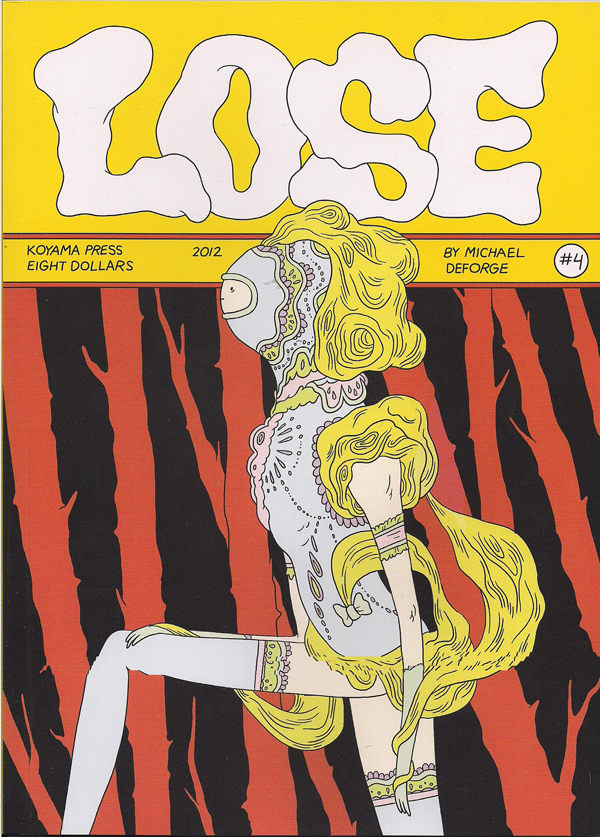 LOSE
KOYAMA PRESS
EIGHT DOLLARS
2012
BY MICHAEL
DEFORGE
#4